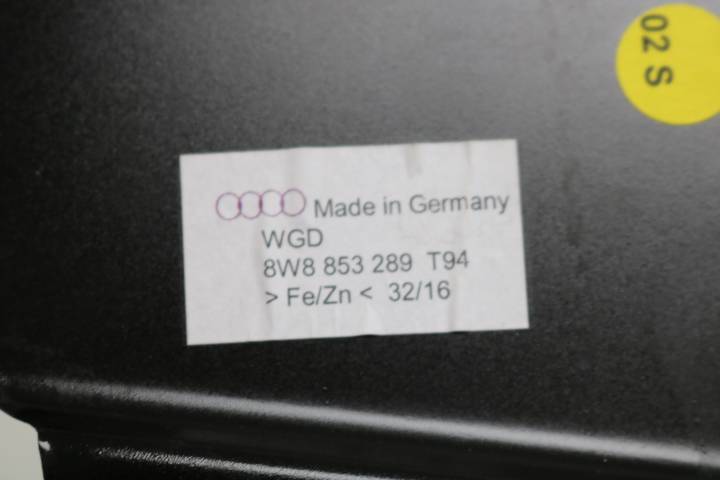 02 S
Made in Germany
WGD
8W8 853 289 T94
> Fe/Zn < 32/16